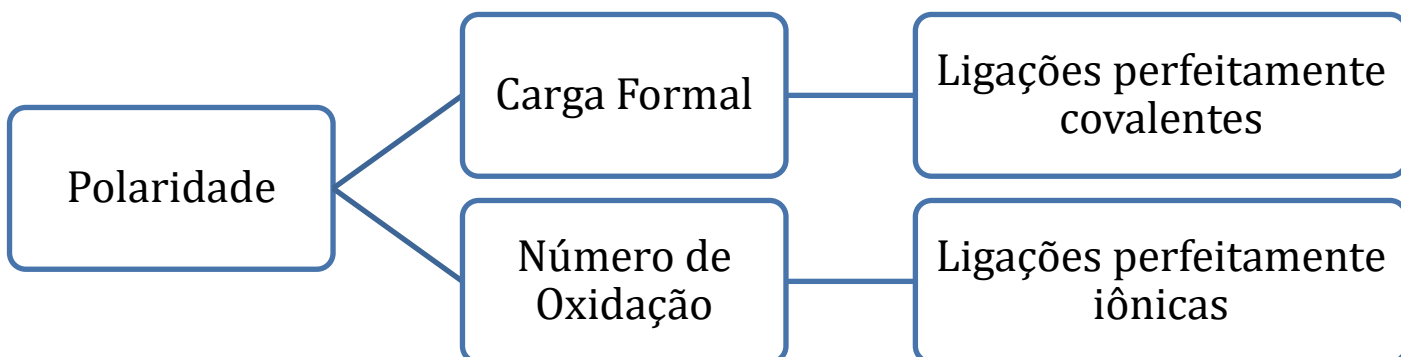 Polaridade
Carga Formal
Ligações perfeitamente
covalentes
Número de
Oxidação
Ligações perfeitamente
iônicas